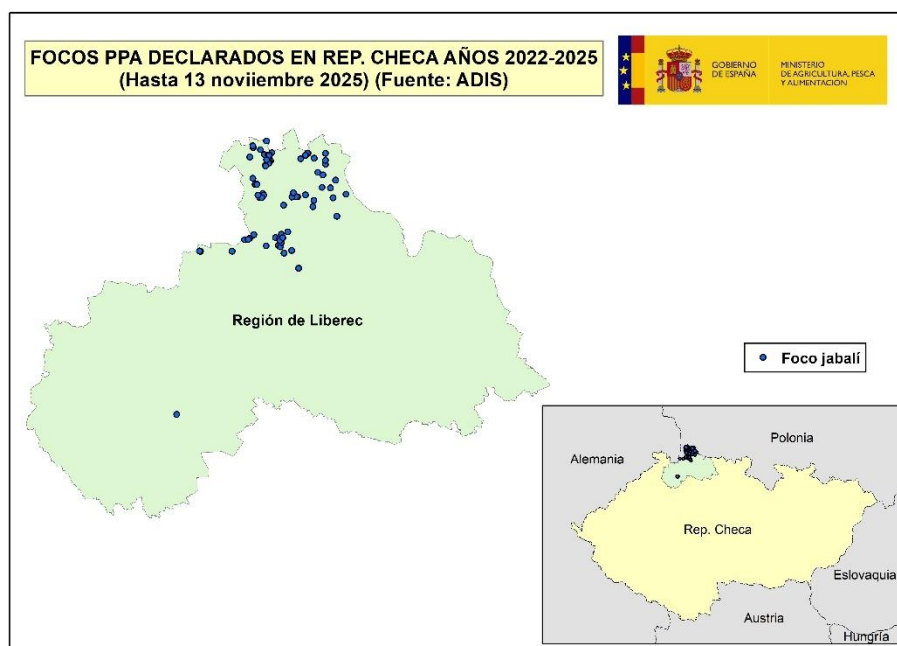 FOCOS PPA DECLARADOS EN REP. CHECA AÑOS 2022-2025
(Hasta 13 noviiembre 2025) (Fuente: ADIS)
GOBIERNO
DE ESPAÑA
MINISTERIO
DE AGRICULTURA, PESCA
Y ALIMENTACION
Región de Liberec
Foco jabalí
Polonia
Alemania
Rep. Checa
Eslovaquia
Austria
Hungría